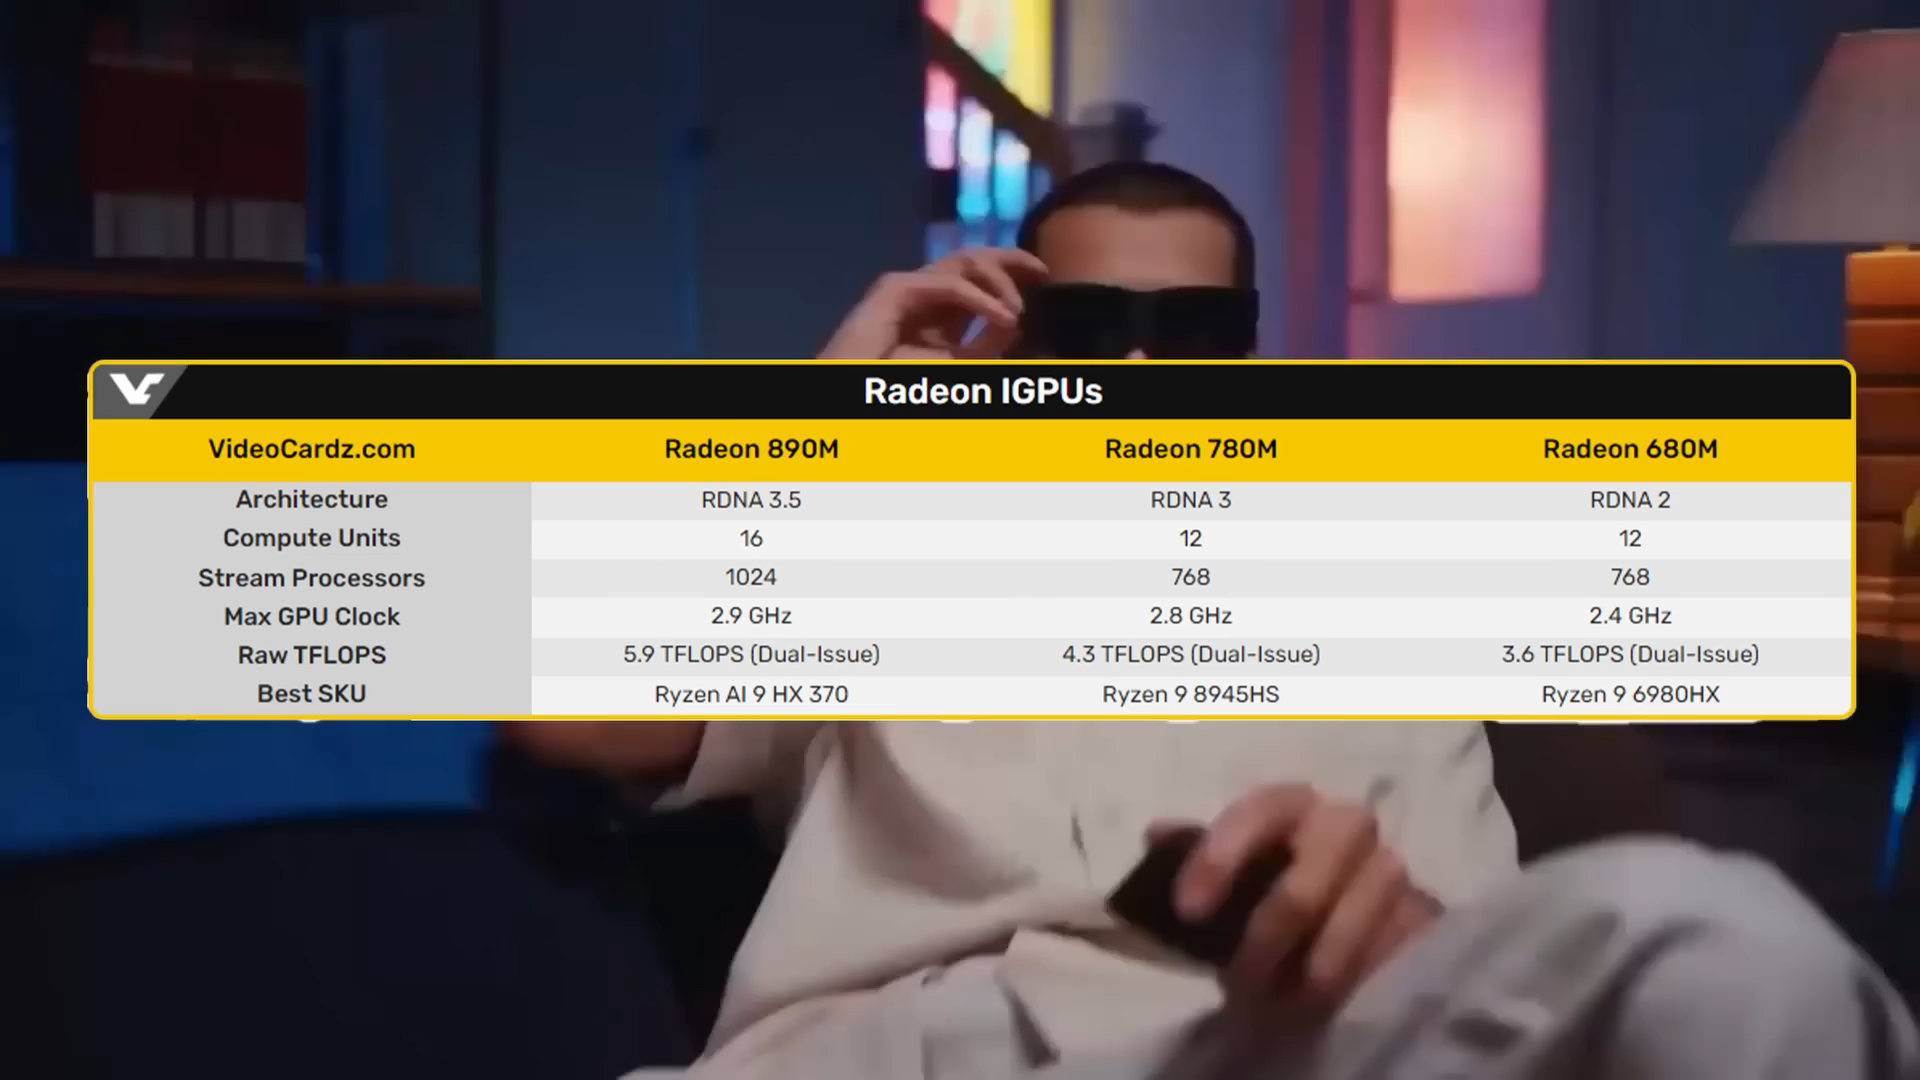 Radeon IGPUs
VideoCardz.com Radeon 890M Radeon 780M Radeon 680M
Architecture RDNA 3.5 RDNA 3 RDNA 2
Compute Units 16 12 12
Stream Processors 1024 768 768
Max GPU Clock 2.9 GHz 2.8 GHz 2.4 GHz
Raw TFLOPS 5.9 TFLOPS (Dual-Issue) 4.3 TFLOPS (Dual-Issue) 3.6 TFLOPS (Dual-Issue)
Best SKU Ryzen AI 9 HX 370 Ryzen 9 8945HS Ryzen 9 6980HX